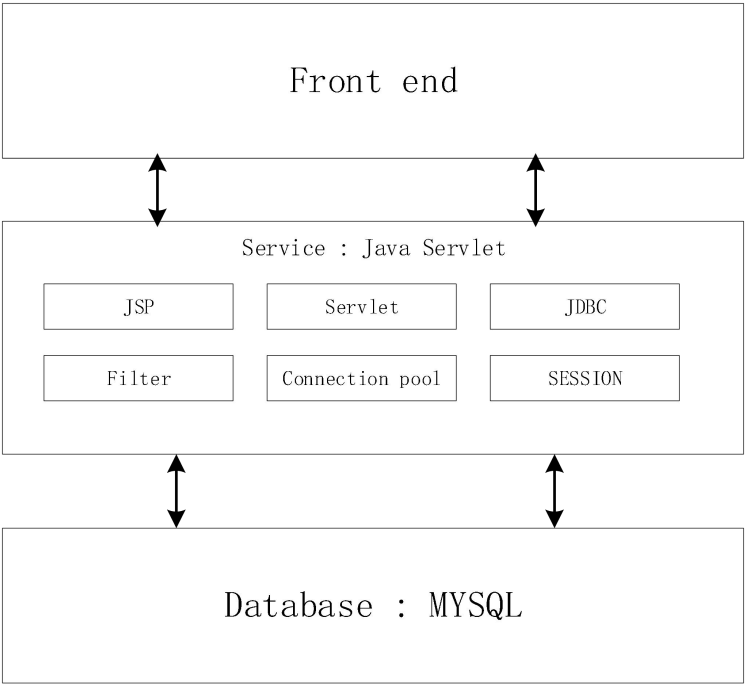 Front end
Service : Java Servlet
JSP
Servlet
JDBC
Filter
Connection pool
SESSION
Database : MYSQL